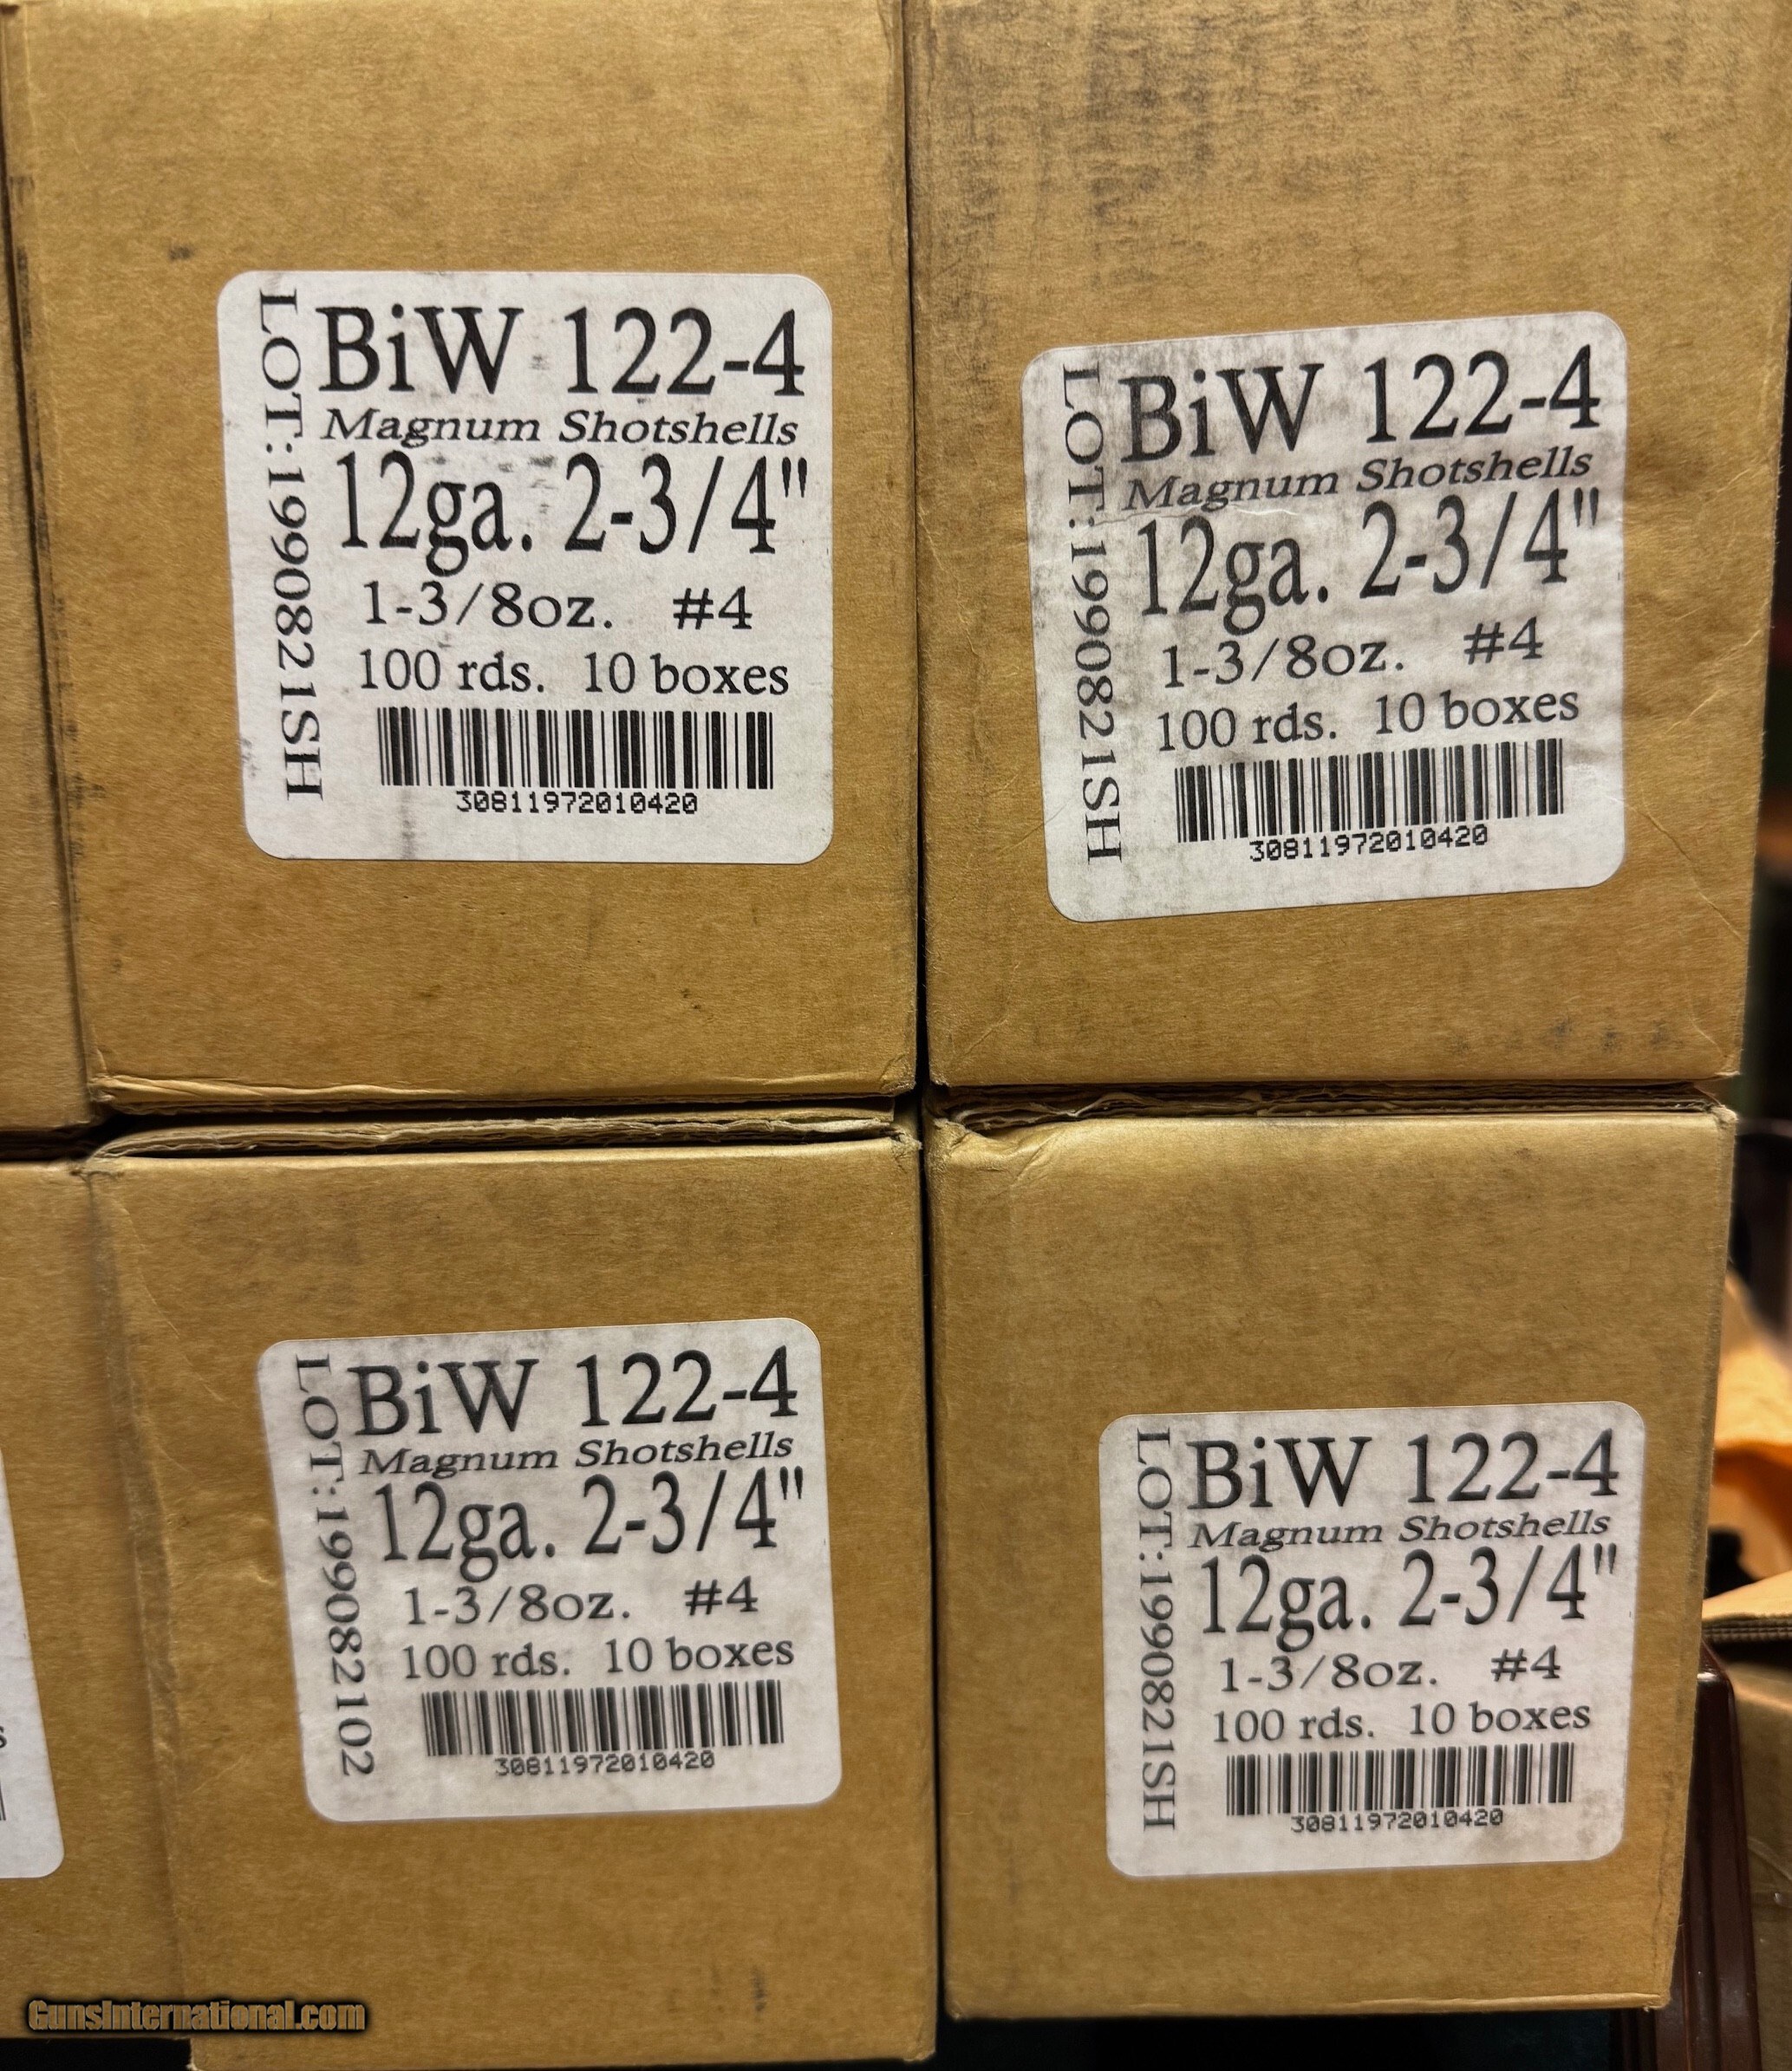 LOT:1990821SH
BiW 122-4
Magnum Shotshells
12ga. 2-3/4"
1-3/8oz. #4
100 rds. 10 boxes
30811972010420
LOT:1990821SH
BiW 122-4
Magnum Shotshells
12ga. 2-3/4"
1-3/8oz. #4
100 rds. 10 boxes
30811972010420
LOT:199082102
BiW 122-4
Magnum Shotshells
12ga. 2-3/4"
1-3/8oz. #4
100 rds. 10 boxes
30811972010420
LOT:1990821SH
BiW 122-4
Magnum Shotshells
12ga. 2-3/4"
1-3/8oz. #4
100 rds. 10 boxes
30811972010420
s
GunsInternational.com